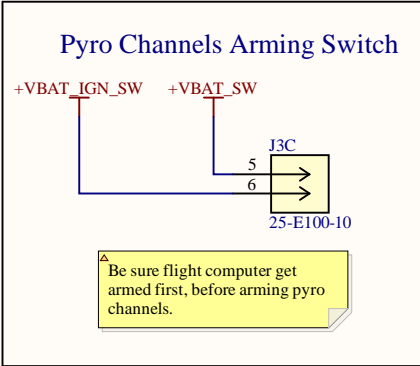 Pyro Channels Arming Switch
+VBAT_IGN_SW +VBAT_SW
J3C
5
6
25-E100-10
Be sure flight computer get
armed first, before arming pyro
channels.